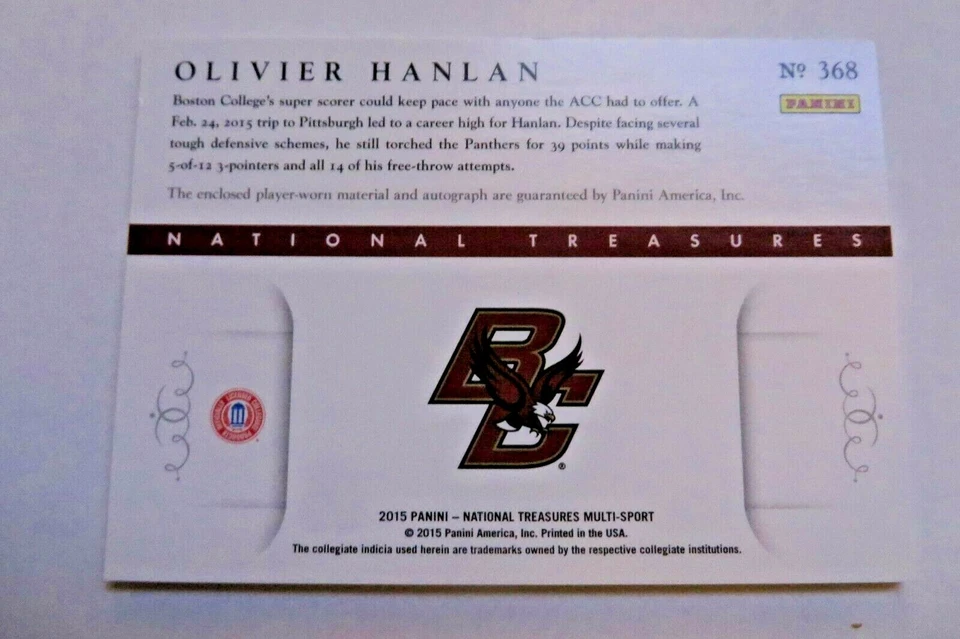 OLIVIER HANLAN
Nº 368
PANINI
Boston College's super scorer could keep pace with anyone the ACC had to offer. A
Feb. 24, 2015 trip to Pittsburgh led to a career high for Hanlan. Despite facing several
tough defensive schemes, he still torched the Panthers for 39 points while making
5-of-12 3-pointers and all 14 of his free-throw attempts.
The enclosed player-worn material and autograph are guaranteed by Panini America, Inc.
NATIONAL TREASURES
BC
®
2015 PANINI – NATIONAL TREASURES MULTI-SPORT
© 2015 Panini America, Inc. Printed in the USA.
The collegiate indicia used herein are trademarks owned by the respective collegiate institutions.